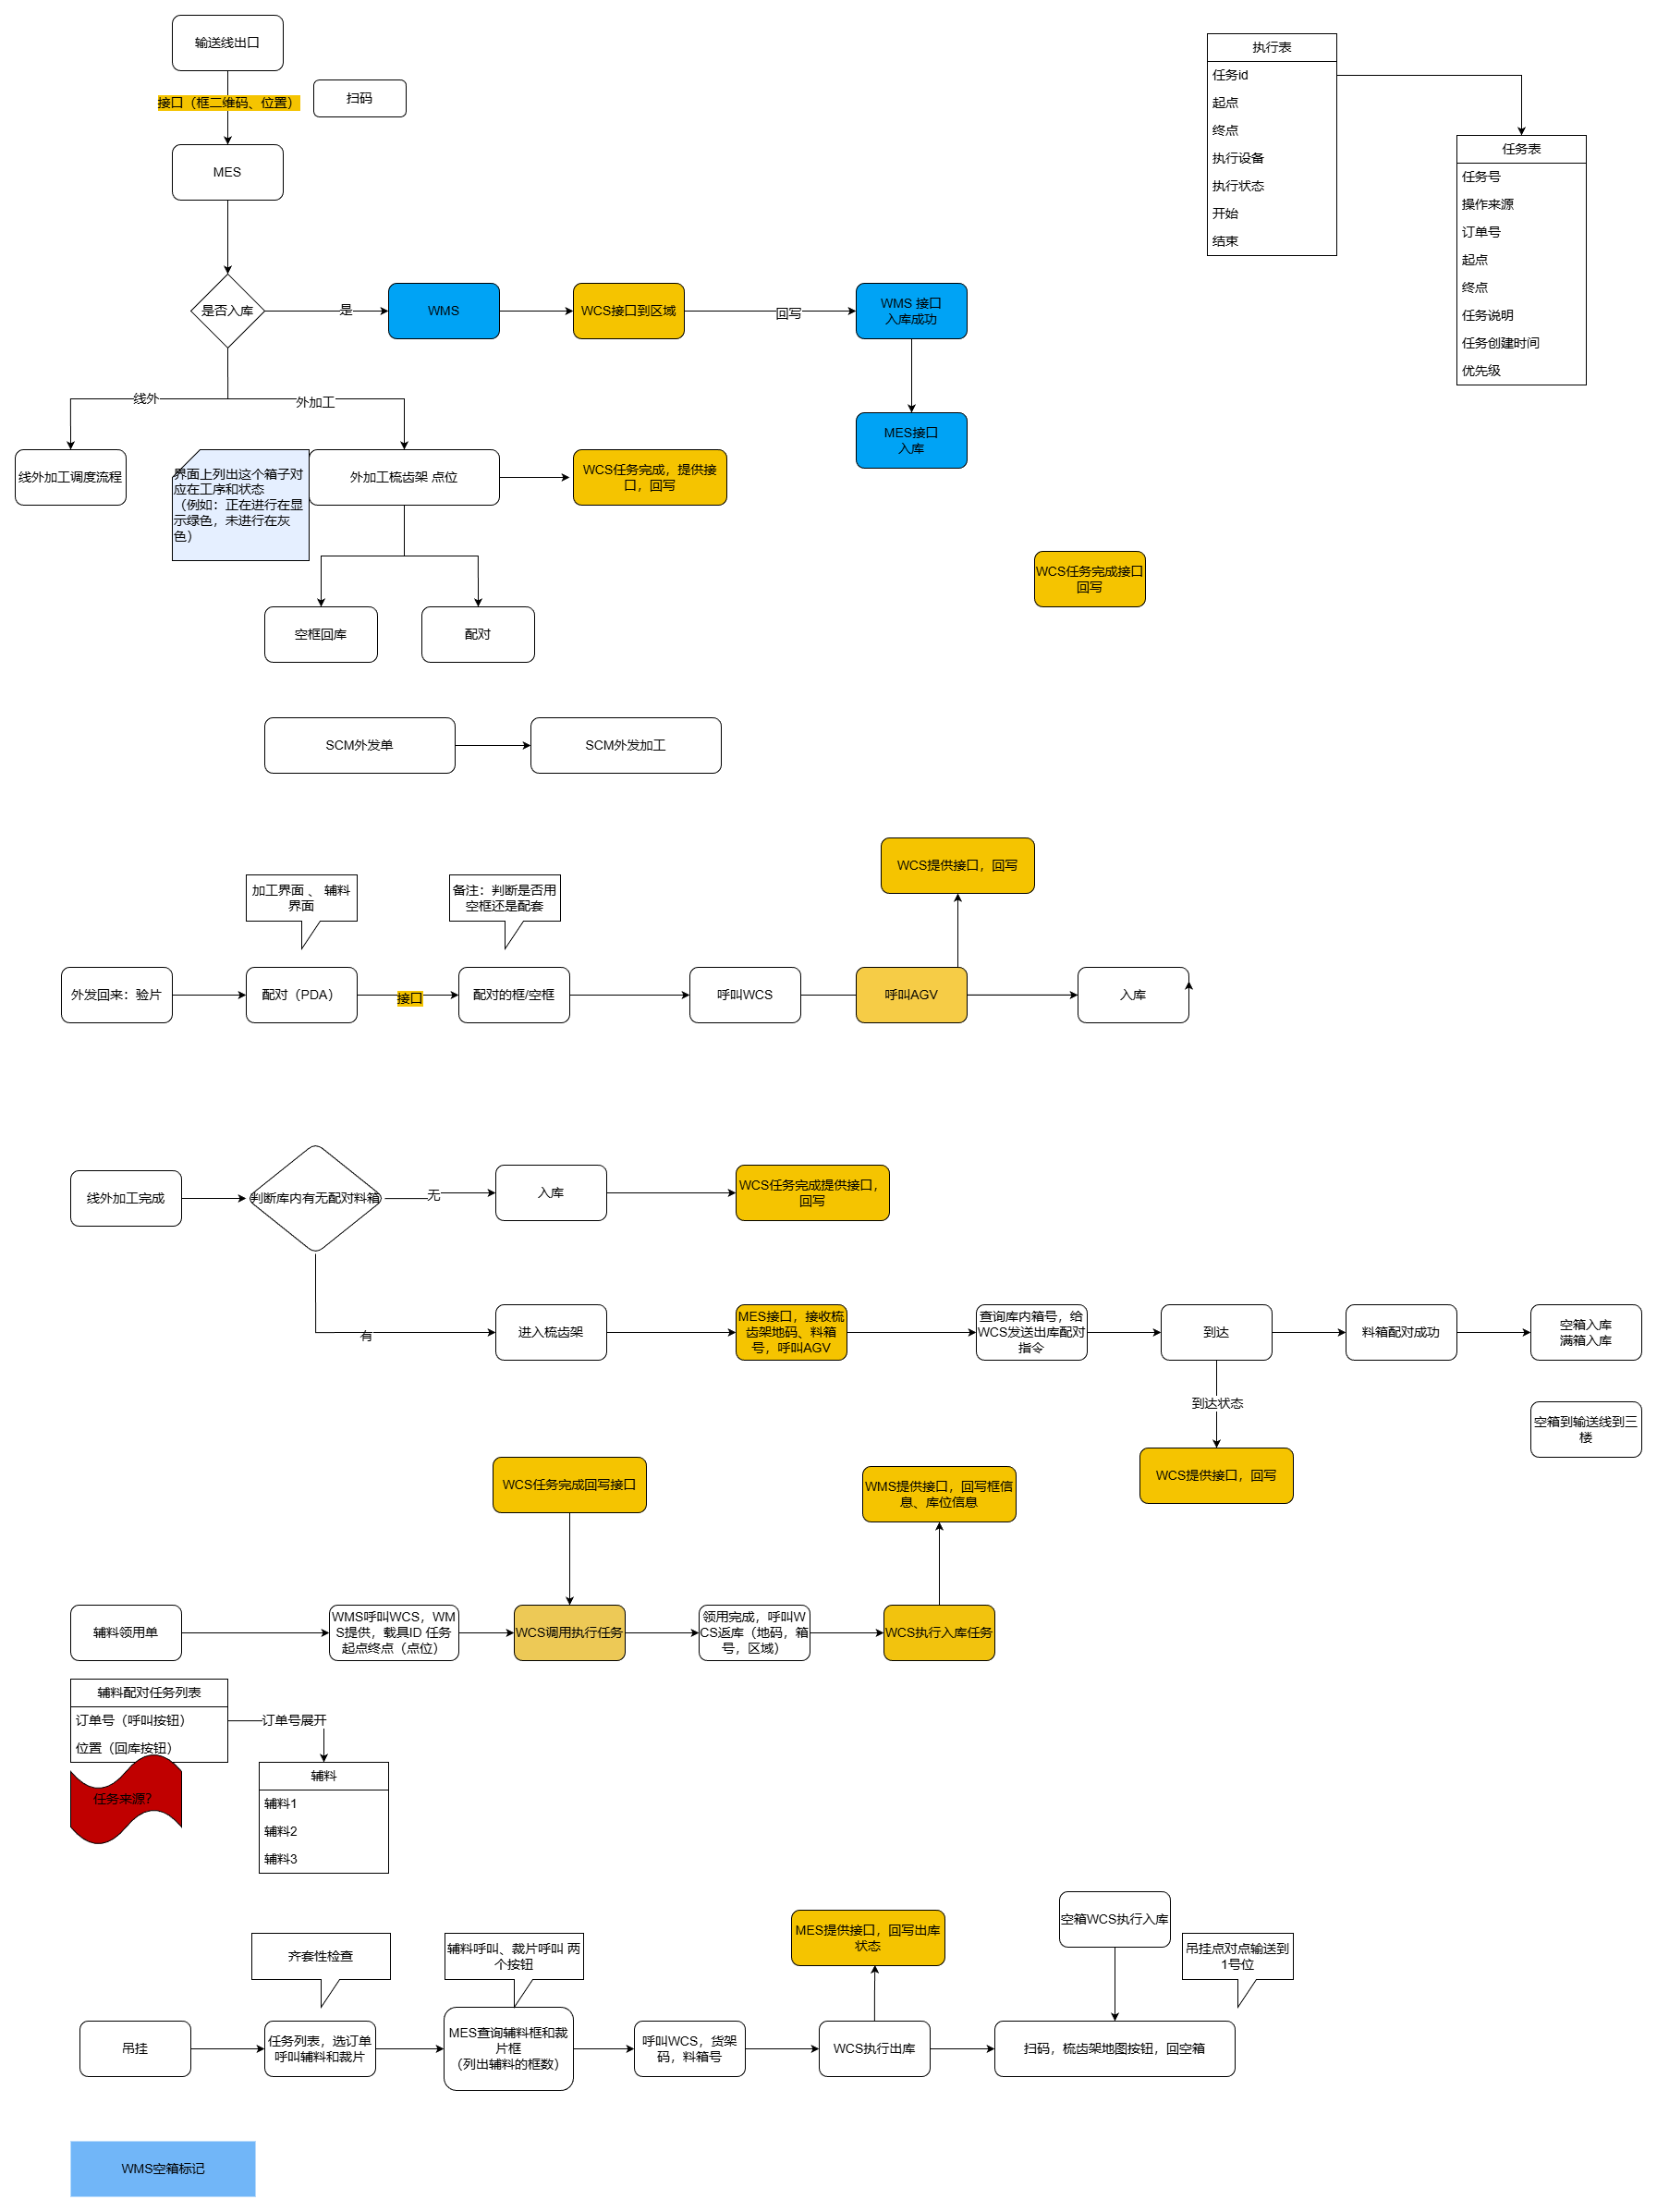 输送线出口
接口（框二维码、位置）
扫码
MES
是否入库
是
WMS
WCS接口到区域
回写
WMS 接口
入库成功
MES接口
入库
线外
外加工
线外加工调度流程
界面上列出这个箱子对
应在工序和状态
（例如：正在进行在显
示绿色，未进行在灰
色）
外加工梳齿架 点位
WCS任务完成，提供接
口，回写
空框回库
配对
WCS任务完成接口
回写
执行表
任务id
起点
终点
执行设备
执行状态
开始
结束
任务表
任务号
操作来源
订单号
起点
终点
任务说明
任务创建时间
优先级
SCM外发单
SCM外发加工
WCS提供接口，回写
加工界面 、 辅料
界面
备注：判断是否用
空框还是配套
外发回来：验片
配对（PDA）
接口
配对的框/空框
呼叫WCS
呼叫AGV
入库
线外加工完成
判断库内有无配对料箱
无
入库
WCS任务完成提供接口，
回写
有
进入梳齿架
MES接口，接收梳
齿架地码、料箱
号，呼叫AGV
查询库内箱号，给
WCS发送出库配对
指令
到达
料箱配对成功
空箱入库
满箱入库
到达状态
WCS提供接口，回写
空箱到输送线到三
楼
WCS任务完成回写接口
WMS提供接口，回写框信
息、库位信息
辅料领用单
WMS呼叫WCS，WM
S提供，载具ID 任务
起点终点（点位）
WCS调用执行任务
领用完成，呼叫W
CS返库（地码，箱
号，区域）
WCS执行入库任务
辅料配对任务列表
订单号（呼叫按钮）
位置（回库按钮）
订单号展开
任务来源？
辅料
辅料1
辅料2
辅料3
齐套性检查
辅料呼叫、裁片呼叫 两
个按钮
MES提供接口，回写出库
状态
空箱WCS执行入库
吊挂点对点输送到
1号位
吊挂
任务列表，选订单
呼叫辅料和裁片
MES查询辅料框和裁
片框
（列出辅料的框数）
呼叫WCS，货架
码，料箱号
WCS执行出库
扫码，梳齿架地图按钮，回空箱
WMS空箱标记